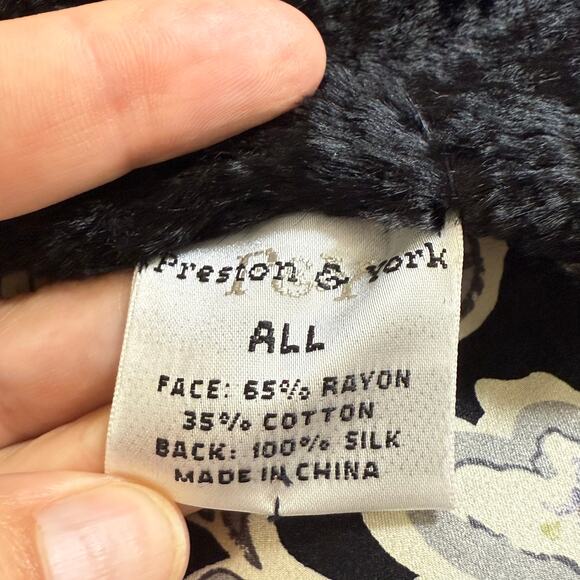 Preston & York
ALL
FACE: 65% RAYON
35% COTTON
BACK: 100% SILK
MADE IN CHINA